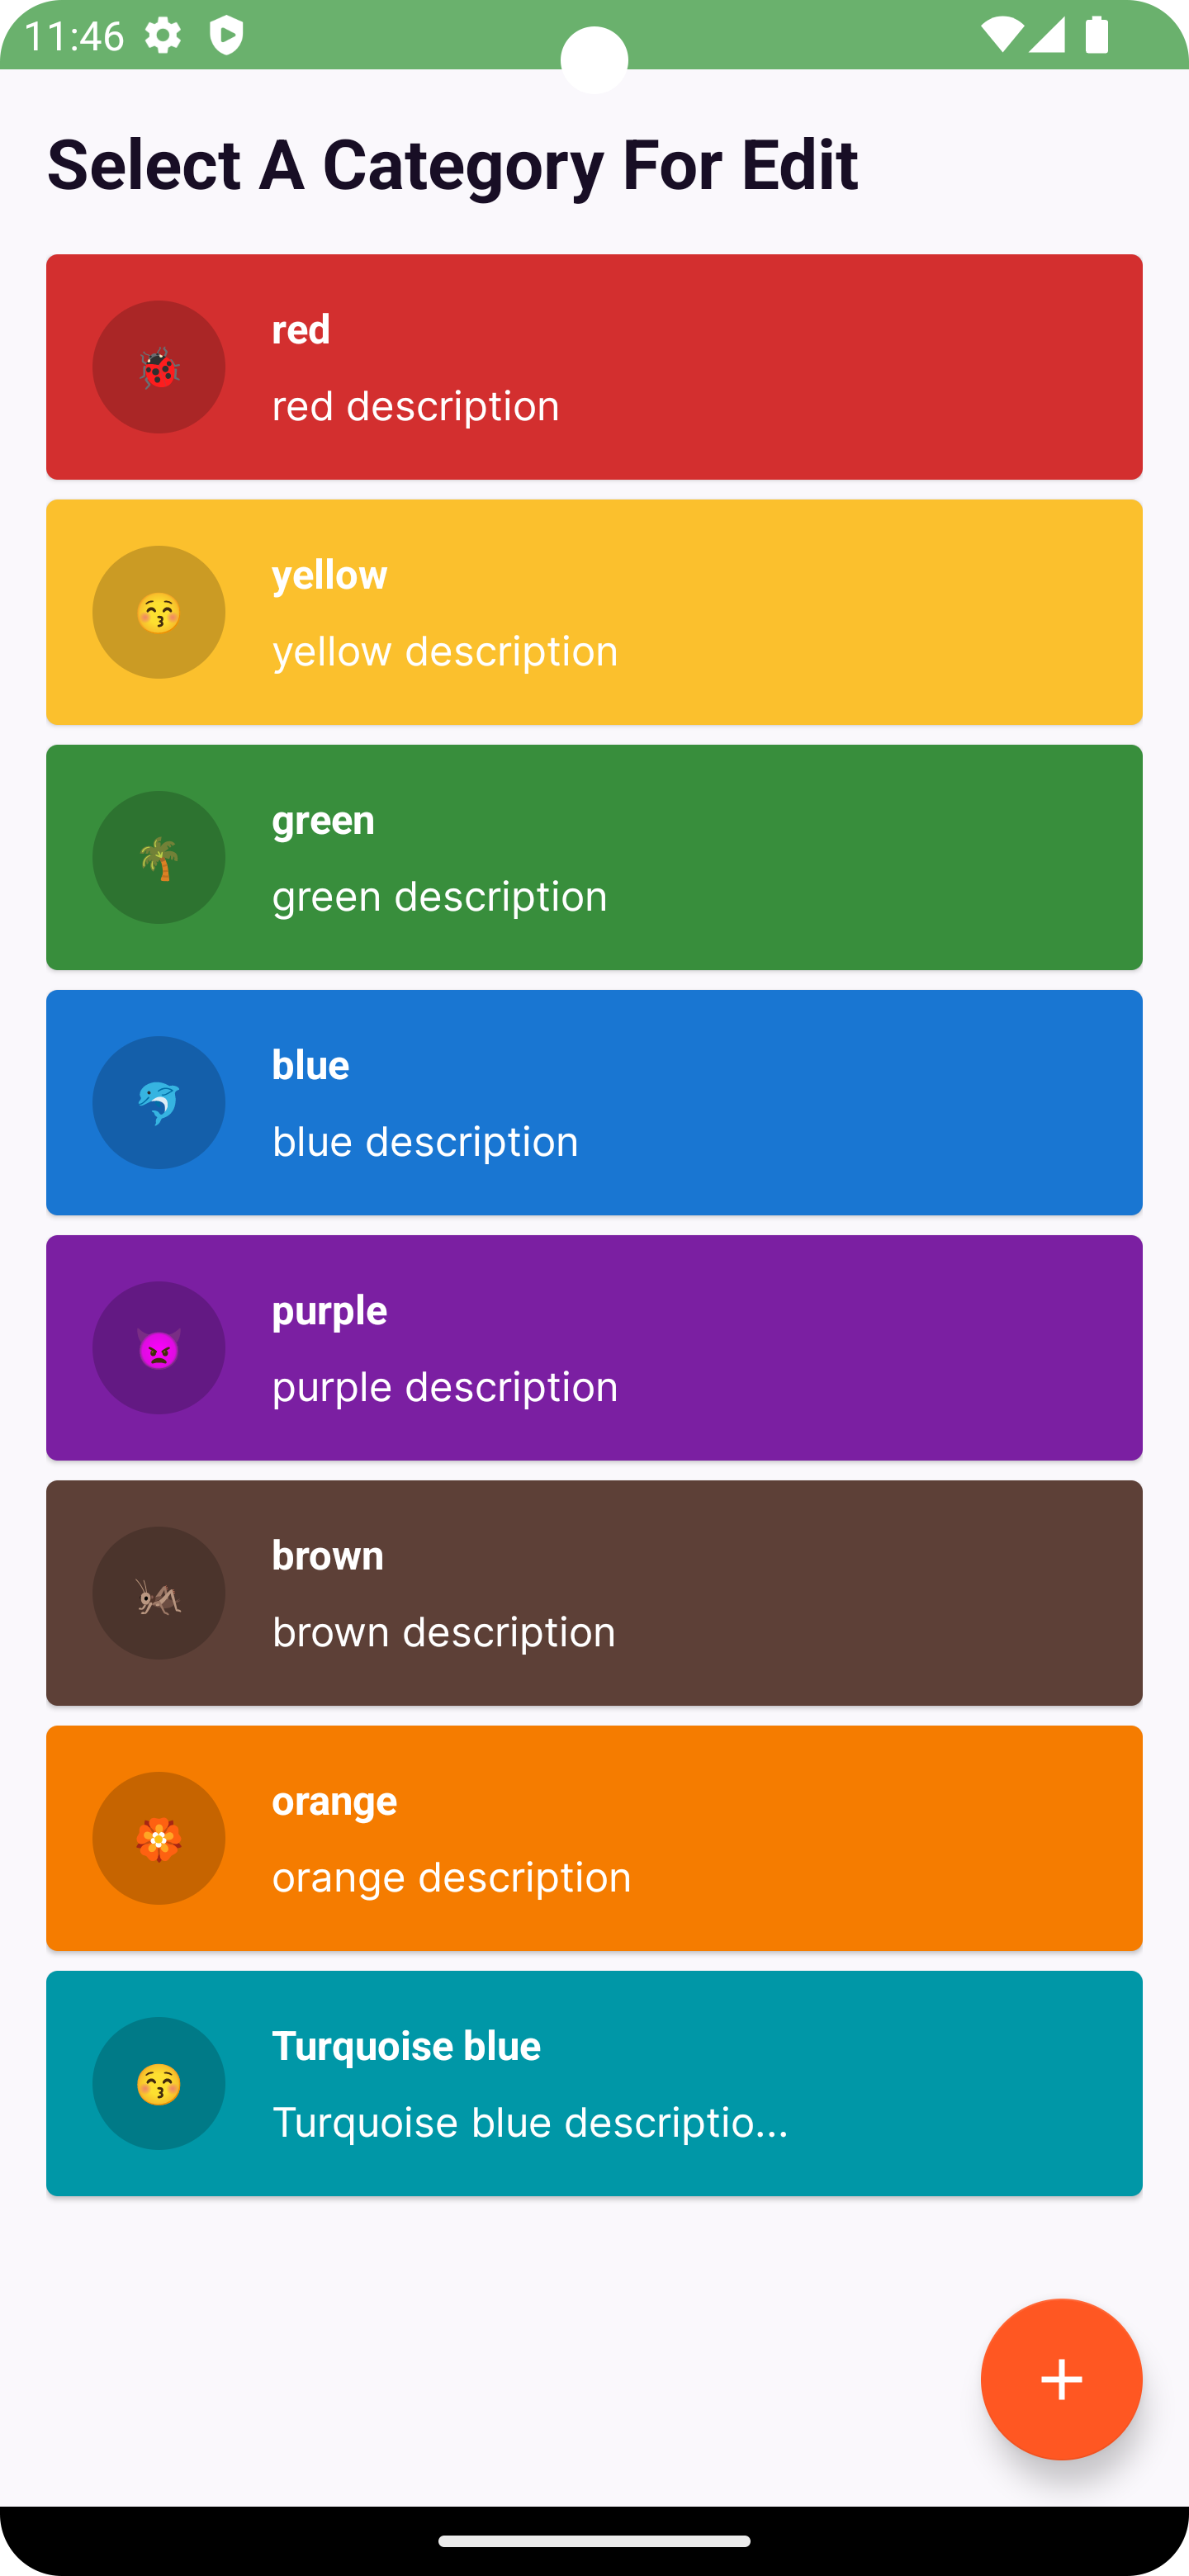 11:46
Select A Category For Edit
red
red description
yellow
yellow description
green
green description
blue
blue description
purple
purple description
brown
brown description
orange
orange description
Turquoise blue
Turquoise blue descriptio...